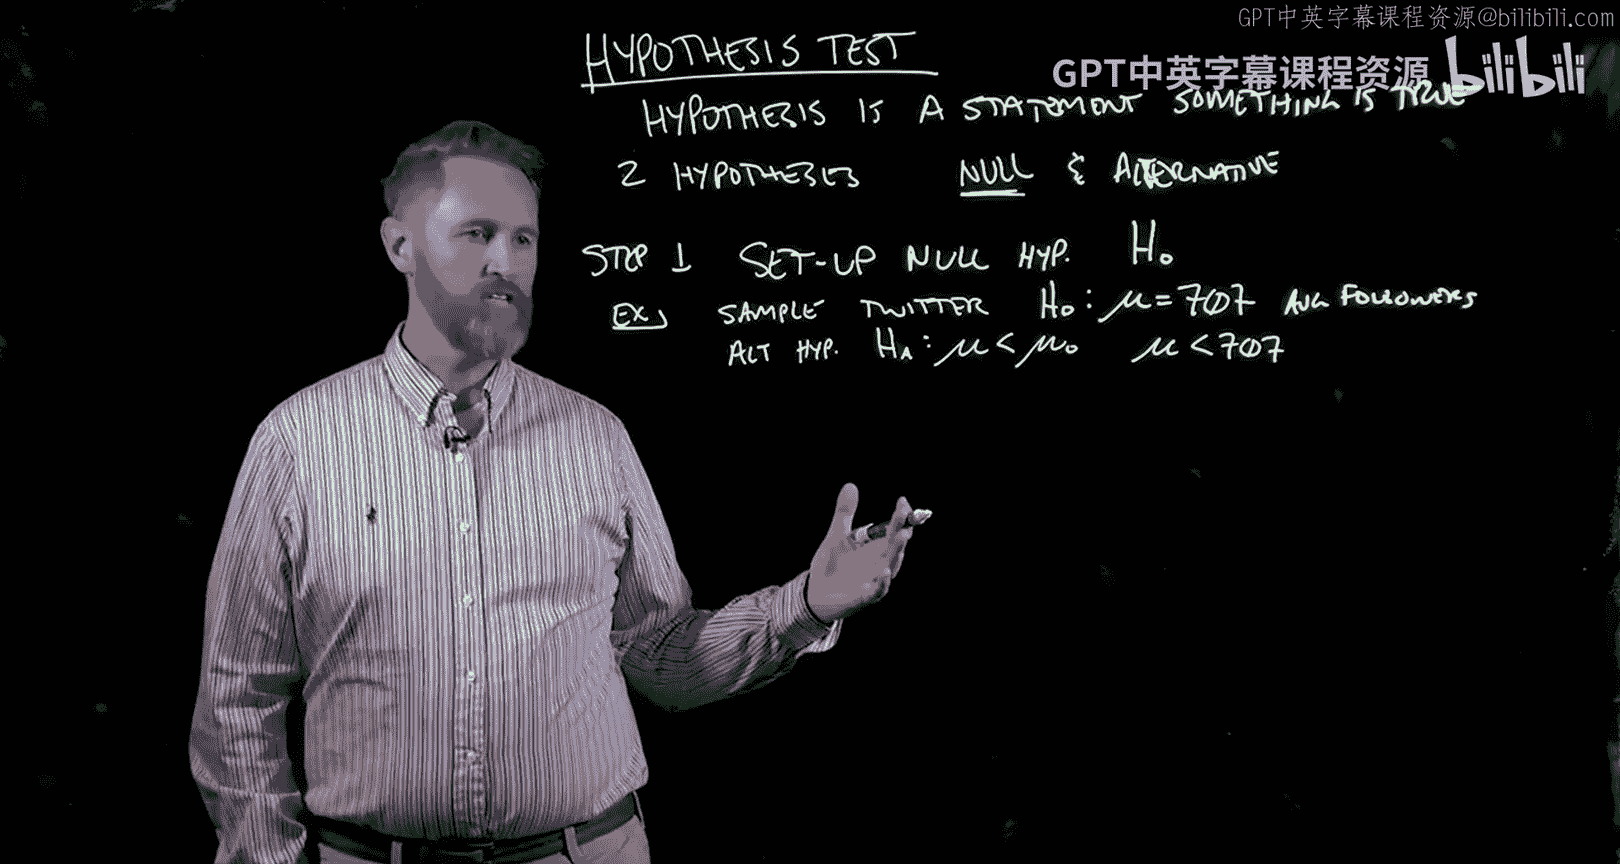 GPT中英字幕课程资源@bilibili.com
GPT中英字幕课程资源 bilibili
HYPOTHESIS TEST
HYPOTHESIS IS A STATEMENT SOMETHING IS TRUE
2 HYPOTHESES NULL & ALTERNATIVE
STEP 1 SET-UP NULL HYP. H₀
EX) SAMPLE TWITTER H₀: μ = 707 AVG FOLLOWERS
ALT HYP. Hₐ: μ < μ₀ μ < 707